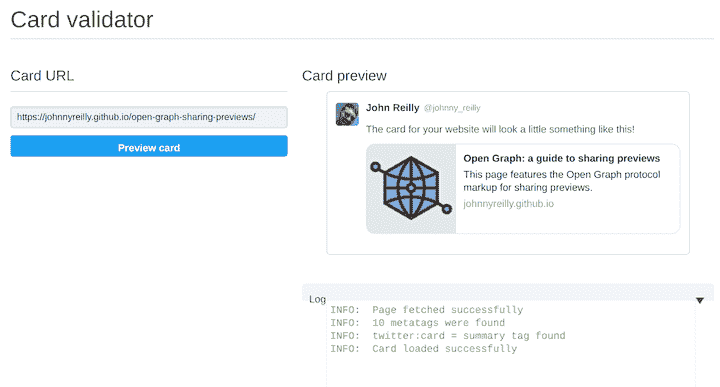 Card validator
Card URL
https://johnnyreilly.github.io/open-graph-sharing-previews/
Preview card
Card preview
John Reilly @johnny_reilly
The card for your website will look a little something like this!
Open Graph: a guide to sharing previews
This page features the Open Graph protocol
markup for sharing previews.
johnnyreilly.github.io
Log
INFO:  Page fetched successfully
INFO:  10 metatags were found
INFO:  twitter:card = summary tag found
INFO:  Card loaded successfully